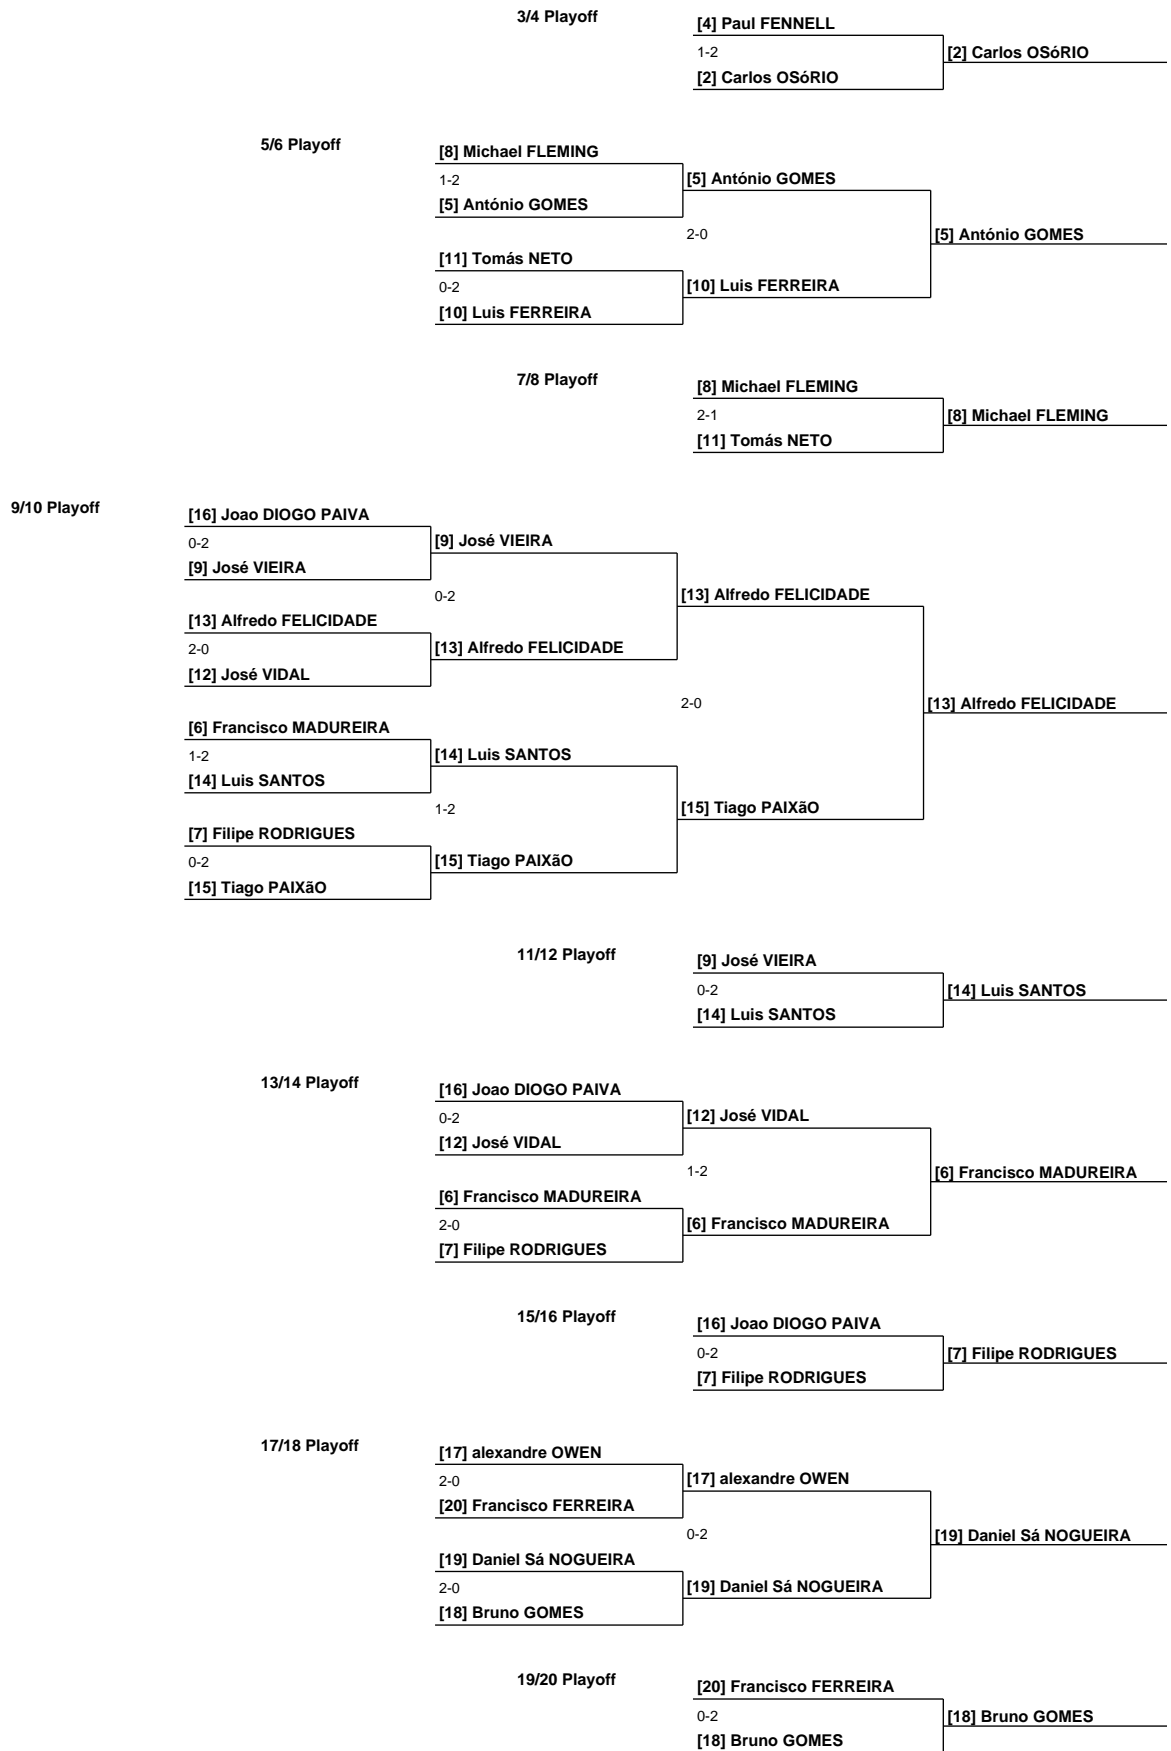 3/4 Playoff
[4] Paul FENNELL
1-2
[2] Carlos OSóRIO
[2] Carlos OSóRIO
5/6 Playoff
[8] Michael FLEMING
1-2
[5] António GOMES
[5] António GOMES
2-0
[5] António GOMES
[11] Tomás NETO
0-2
[10] Luis FERREIRA
[10] Luis FERREIRA
7/8 Playoff
[8] Michael FLEMING
2-1
[8] Michael FLEMING
[11] Tomás NETO
9/10 Playoff
[16] Joao DIOGO PAIVA
0-2
[9] José VIEIRA
[9] José VIEIRA
0-2
[13] Alfredo FELICIDADE
[13] Alfredo FELICIDADE
2-0
[13] Alfredo FELICIDADE
[12] José VIDAL
2-0
[13] Alfredo FELICIDADE
[6] Francisco MADUREIRA
1-2
[14] Luis SANTOS
[14] Luis SANTOS
1-2
[15] Tiago PAIXãO
[7] Filipe RODRIGUES
0-2
[15] Tiago PAIXãO
[15] Tiago PAIXãO
11/12 Playoff
[9] José VIEIRA
0-2
[14] Luis SANTOS
[14] Luis SANTOS
13/14 Playoff
[16] Joao DIOGO PAIVA
0-2
[12] José VIDAL
[12] José VIDAL
1-2
[6] Francisco MADUREIRA
[6] Francisco MADUREIRA
2-0
[6] Francisco MADUREIRA
[7] Filipe RODRIGUES
15/16 Playoff
[16] Joao DIOGO PAIVA
0-2
[7] Filipe RODRIGUES
[7] Filipe RODRIGUES
17/18 Playoff
[17] alexandre OWEN
2-0
[17] alexandre OWEN
[20] Francisco FERREIRA
0-2
[19] Daniel Sá NOGUEIRA
[19] Daniel Sá NOGUEIRA
2-0
[19] Daniel Sá NOGUEIRA
[18] Bruno GOMES
19/20 Playoff
[20] Francisco FERREIRA
0-2
[18] Bruno GOMES
[18] Bruno GOMES